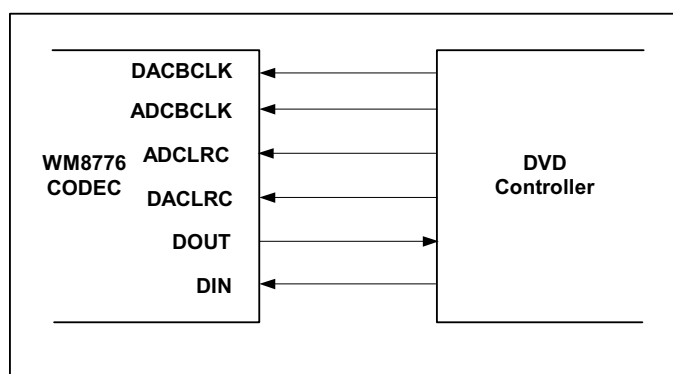 DACBCLK
ADCBCLK
ADCLRC
DACLRC
DOUT
DIN
WM8776
CODEC
DVD
Controller